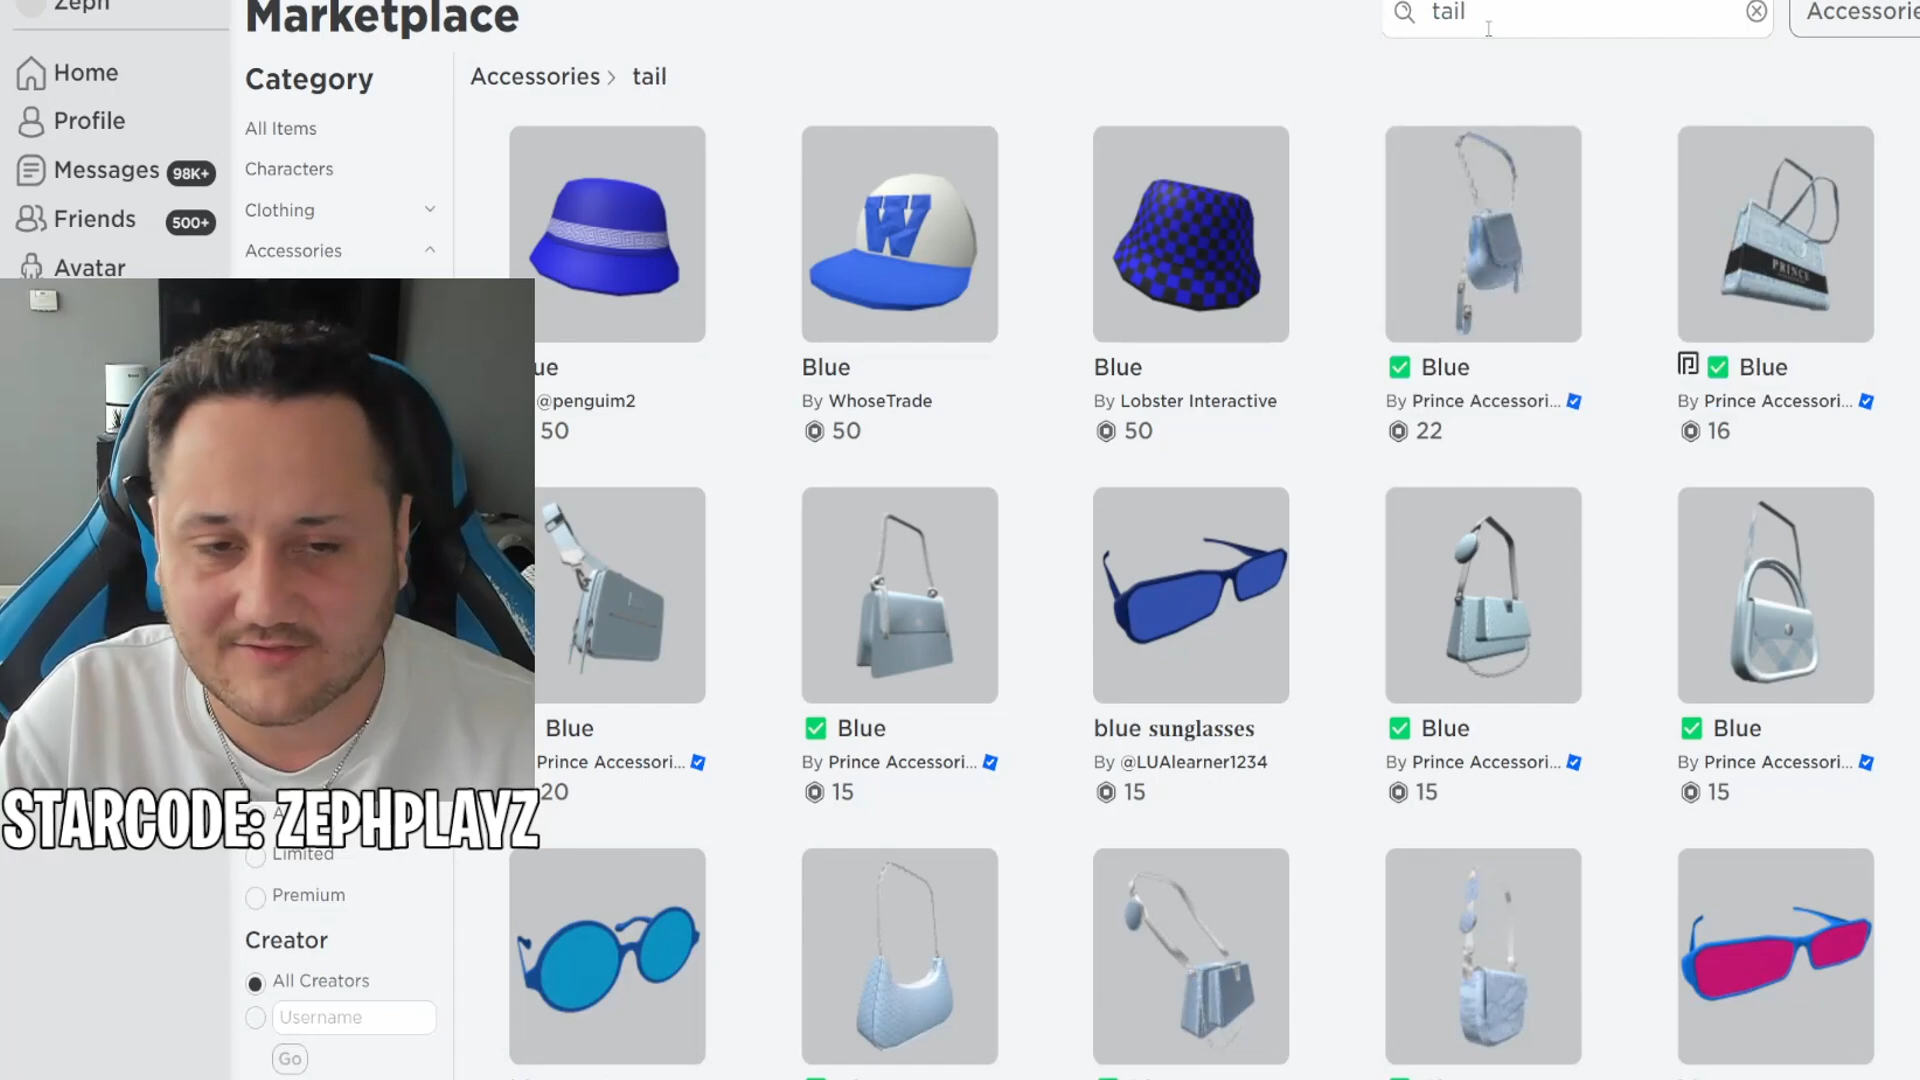 Zeph
Marketplace
tail
Accessorie
Home
Profile
Messages 98K+
Friends 500+
Avatar
Category
All Items
Characters
Clothing
Accessories
Accessories > tail
PRINCE
W
ue
@penguim2
50
Blue
By WhoseTrade
50
Blue
By Lobster Interactive
50
Blue
By Prince Accessori...
22
Blue
By Prince Accessori...
16
Blue
Prince Accessori...
20
Blue
By Prince Accessori...
15
blue sunglasses
By @LUAlearner1234
15
Blue
By Prince Accessori...
15
Blue
By Prince Accessori...
15
STARCODE: ZEPHPLAYZ
Limited
Premium
Creator
All Creators
Username
Go